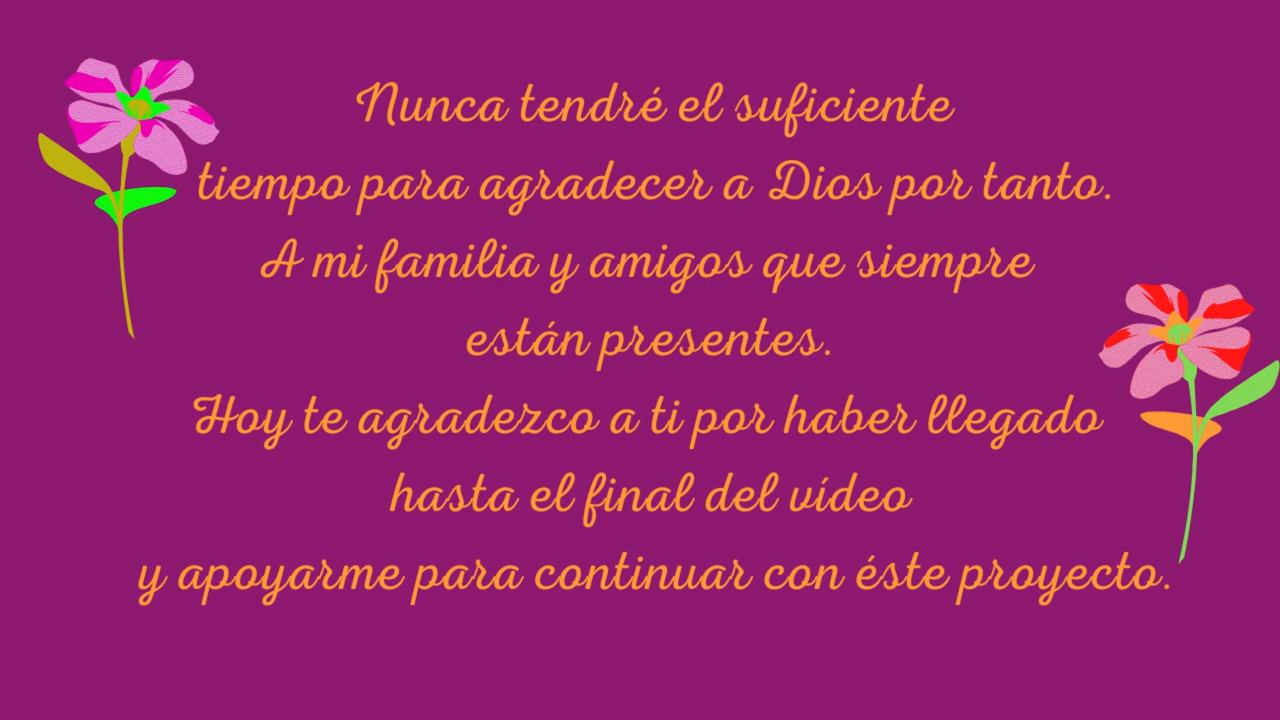 Nunca tendré el suficiente
tiempo para agradecer a Dios por tanto.
A mi familia y amigos que siempre
están presentes.
Hoy te agradezco a ti por haber llegado
hasta el final del vídeo
y apoyarme para continuar con éste proyecto.